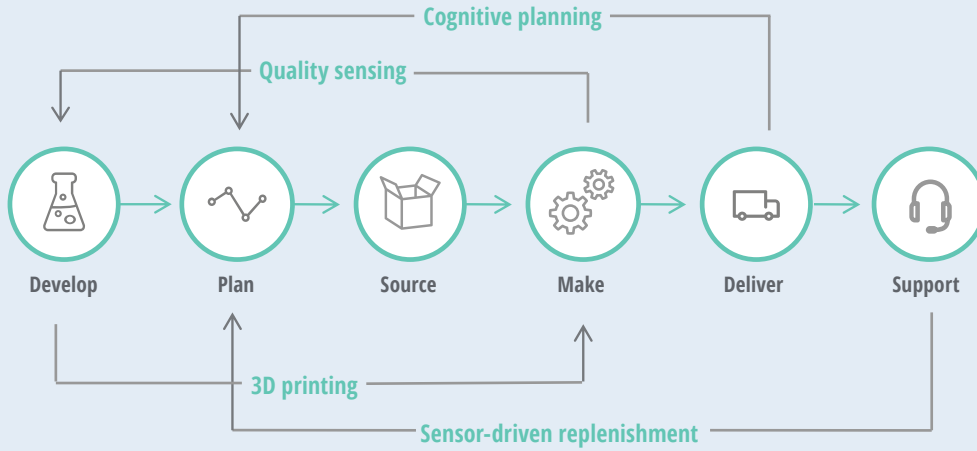 Cognitive planning
Quality sensing
Develop
Plan
Source
Make
Deliver
Support
3D printing
Sensor-driven replenishment